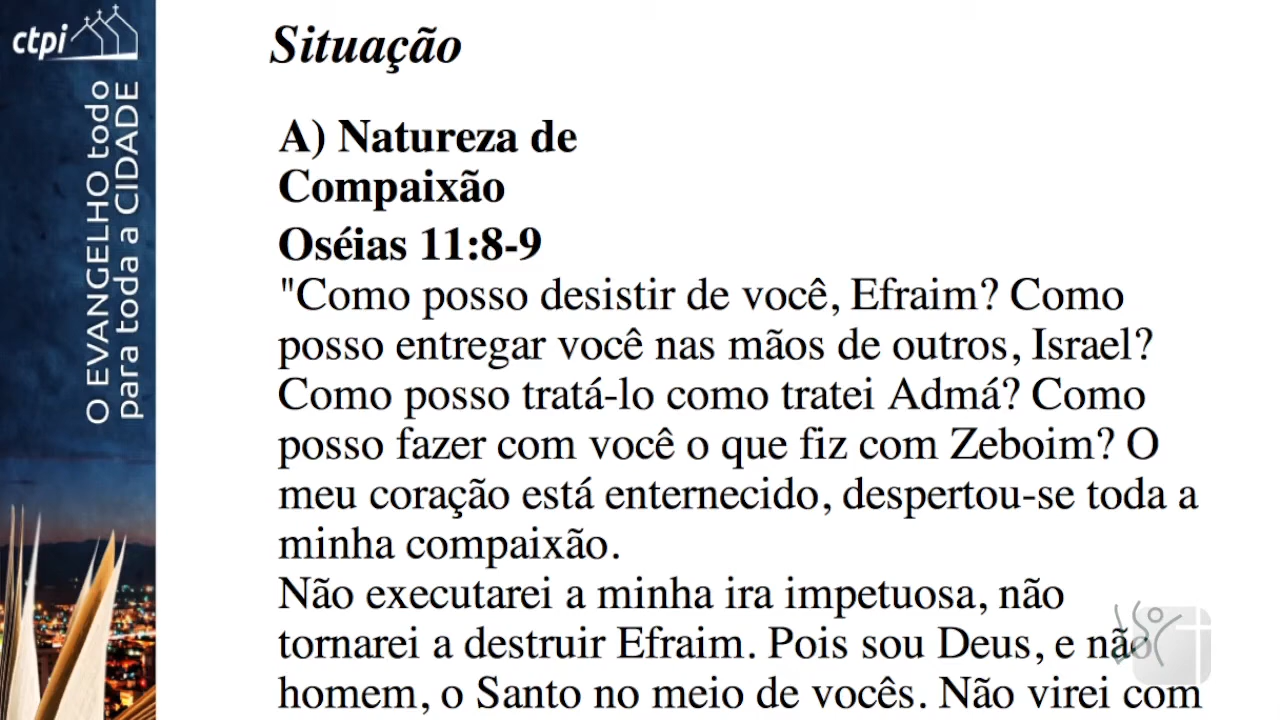 ctpi
O EVANGELHO todo
para toda a CIDADE
Situação
A) Natureza de
Compaixão
Oséias 11:8-9
"Como posso desistir de você, Efraim? Como
posso entregar você nas mãos de outros, Israel?
Como posso tratá-lo como tratei Admá? Como
posso fazer com você o que fiz com Zeboim? O
meu coração está enternecido, despertou-se toda a
minha compaixão.
Não executarei a minha ira impetuosa, não
tornarei a destruir Efraim. Pois sou Deus, e não
homem, o Santo no meio de vocês. Não virei com